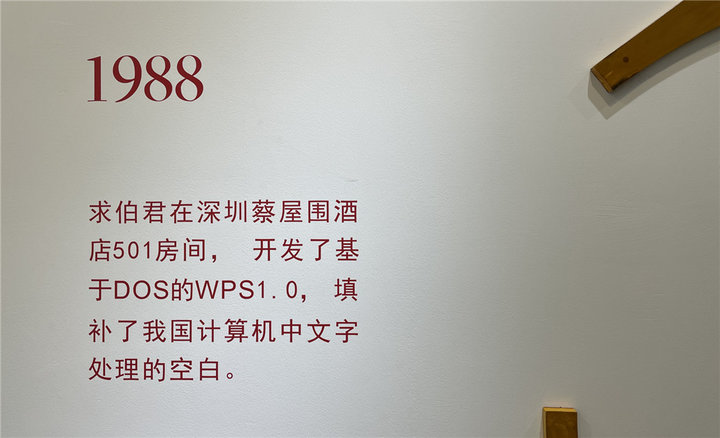 1988
求伯君在深圳蔡屋围酒
店501房间， 开发了基
于DOS的WPS1.0， 填
补了我国计算机中文字
处理的空白。